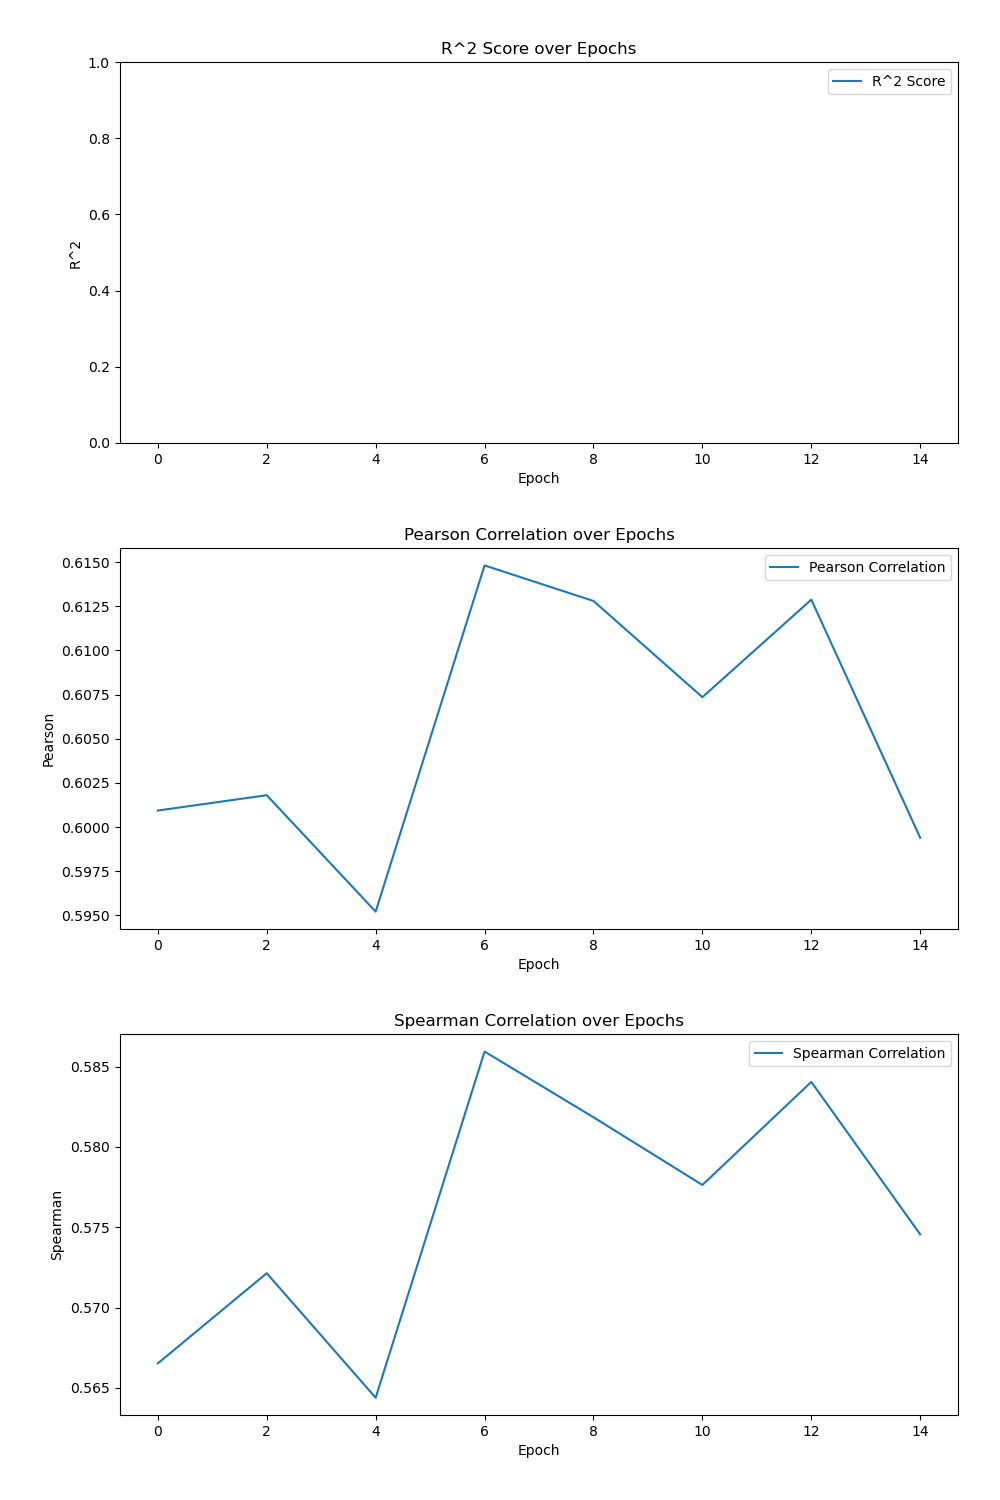 R^2 Score over Epochs
R^2 Score
1.0
0.8
0.6
0.4
0.2
0.0
R^2
0 2 4 6 8 10 12 14
Epoch
Pearson Correlation over Epochs
Pearson Correlation
0.6150
0.6125
0.6100
0.6075
0.6050
0.6025
0.6000
0.5975
0.5950
Pearson
0 2 4 6 8 10 12 14
Epoch
Spearman Correlation over Epochs
Spearman Correlation
0.585
0.580
0.575
0.570
0.565
Spearman
0 2 4 6 8 10 12 14
Epoch